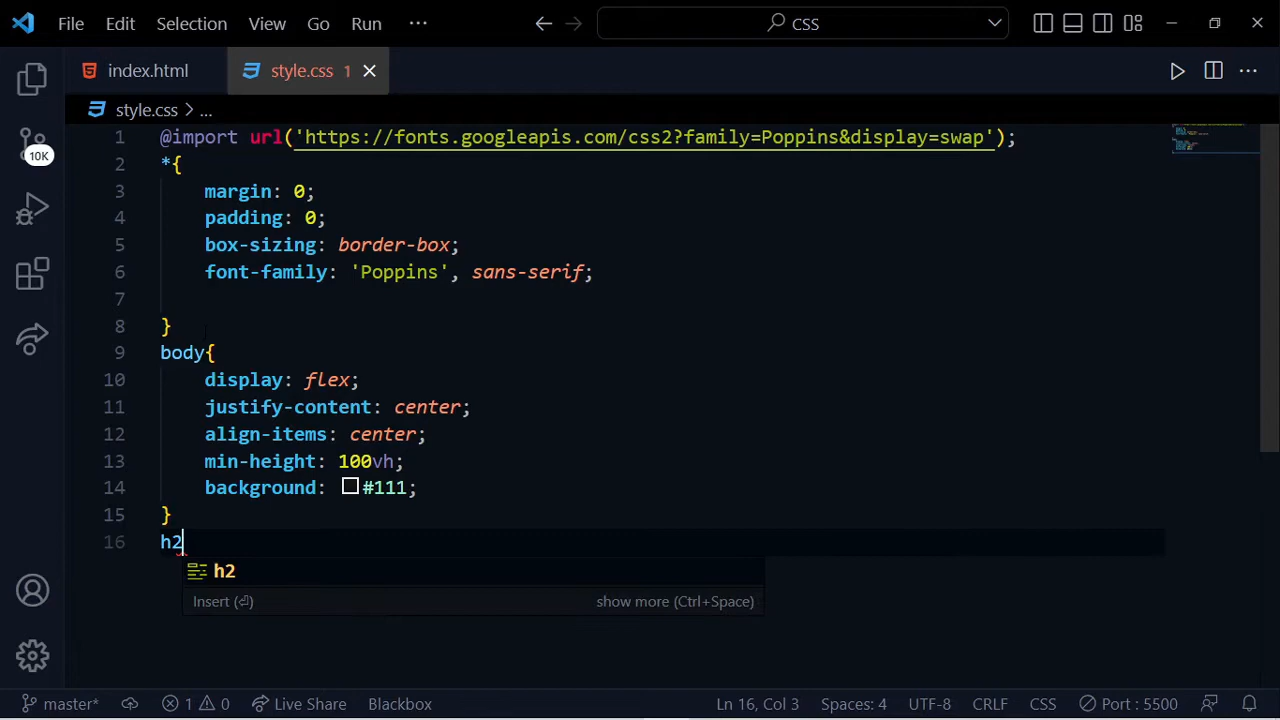 File Edit Selection View Go Run ··· CSS
index.html style.css 1
style.css > ...
10K
1 @import url('https://fonts.googleapis.com/css2?family=Poppins&display=swap');
2 *{
3 margin: 0;
4 padding: 0;
5 box-sizing: border-box;
6 font-family: 'Poppins', sans-serif;
7
8 }
9 body{
10 display: flex;
11 justify-content: center;
12 align-items: center;
13 min-height: 100vh;
14 background: #111;
15 }
16 h2
h2
Insert (⏎) show more (Ctrl+Space)
master* 1 0 Live Share Blackbox Ln 16, Col 3 Spaces: 4 UTF-8 CRLF CSS Port : 5500